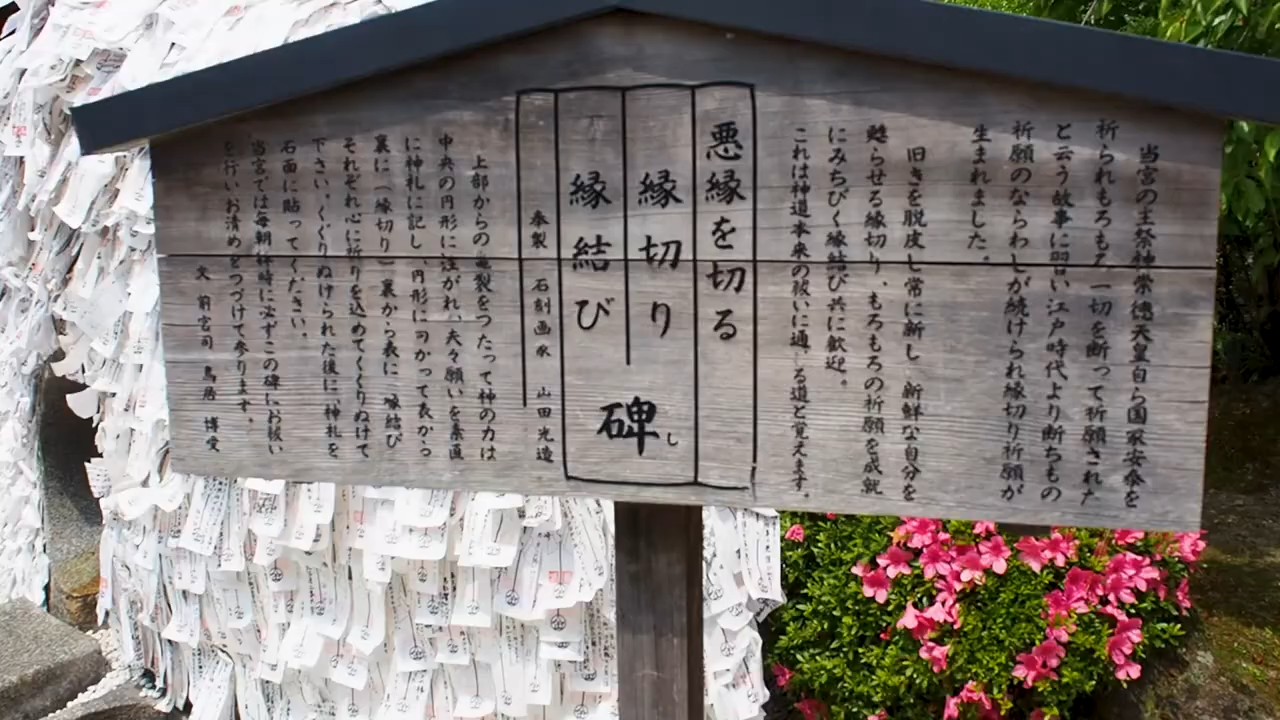 当宮の主祭神崇徳天皇自ら国家安泰を
祈られもろもろ一切を断って祈願された
と云う故事に習い江戸時代より断ちもの
祈願のならわしが続けられ縁切り祈願が
生まれました。
旧きを脱皮し常に新し 新鮮な自分を
甦らせる縁切り、もろもろの祈願を成就
にみちびく縁結び共に歓迎。
これは神道本来の祓いに通じる道と覚えます。
悪縁を切る
縁切り
縁結び
碑し
奉製 石刻画家 山田光造
上部からの亀裂をつたって神の力は
中央の円形に注がれ、夫々願いを素直
に神札に記し、円形に向かって表から
裏に(縁切り)裏から表に 縁結び
それぞれ心に祈りを込めてくぐりぬけて
下さい。くぐりぬけられた後に、神札を
石面に貼ってください。
当宮では毎朝拝時に必ずこの碑にお祓い
を行いお清めをつづけて参ります。
文 前宮司 鳥居 博愛